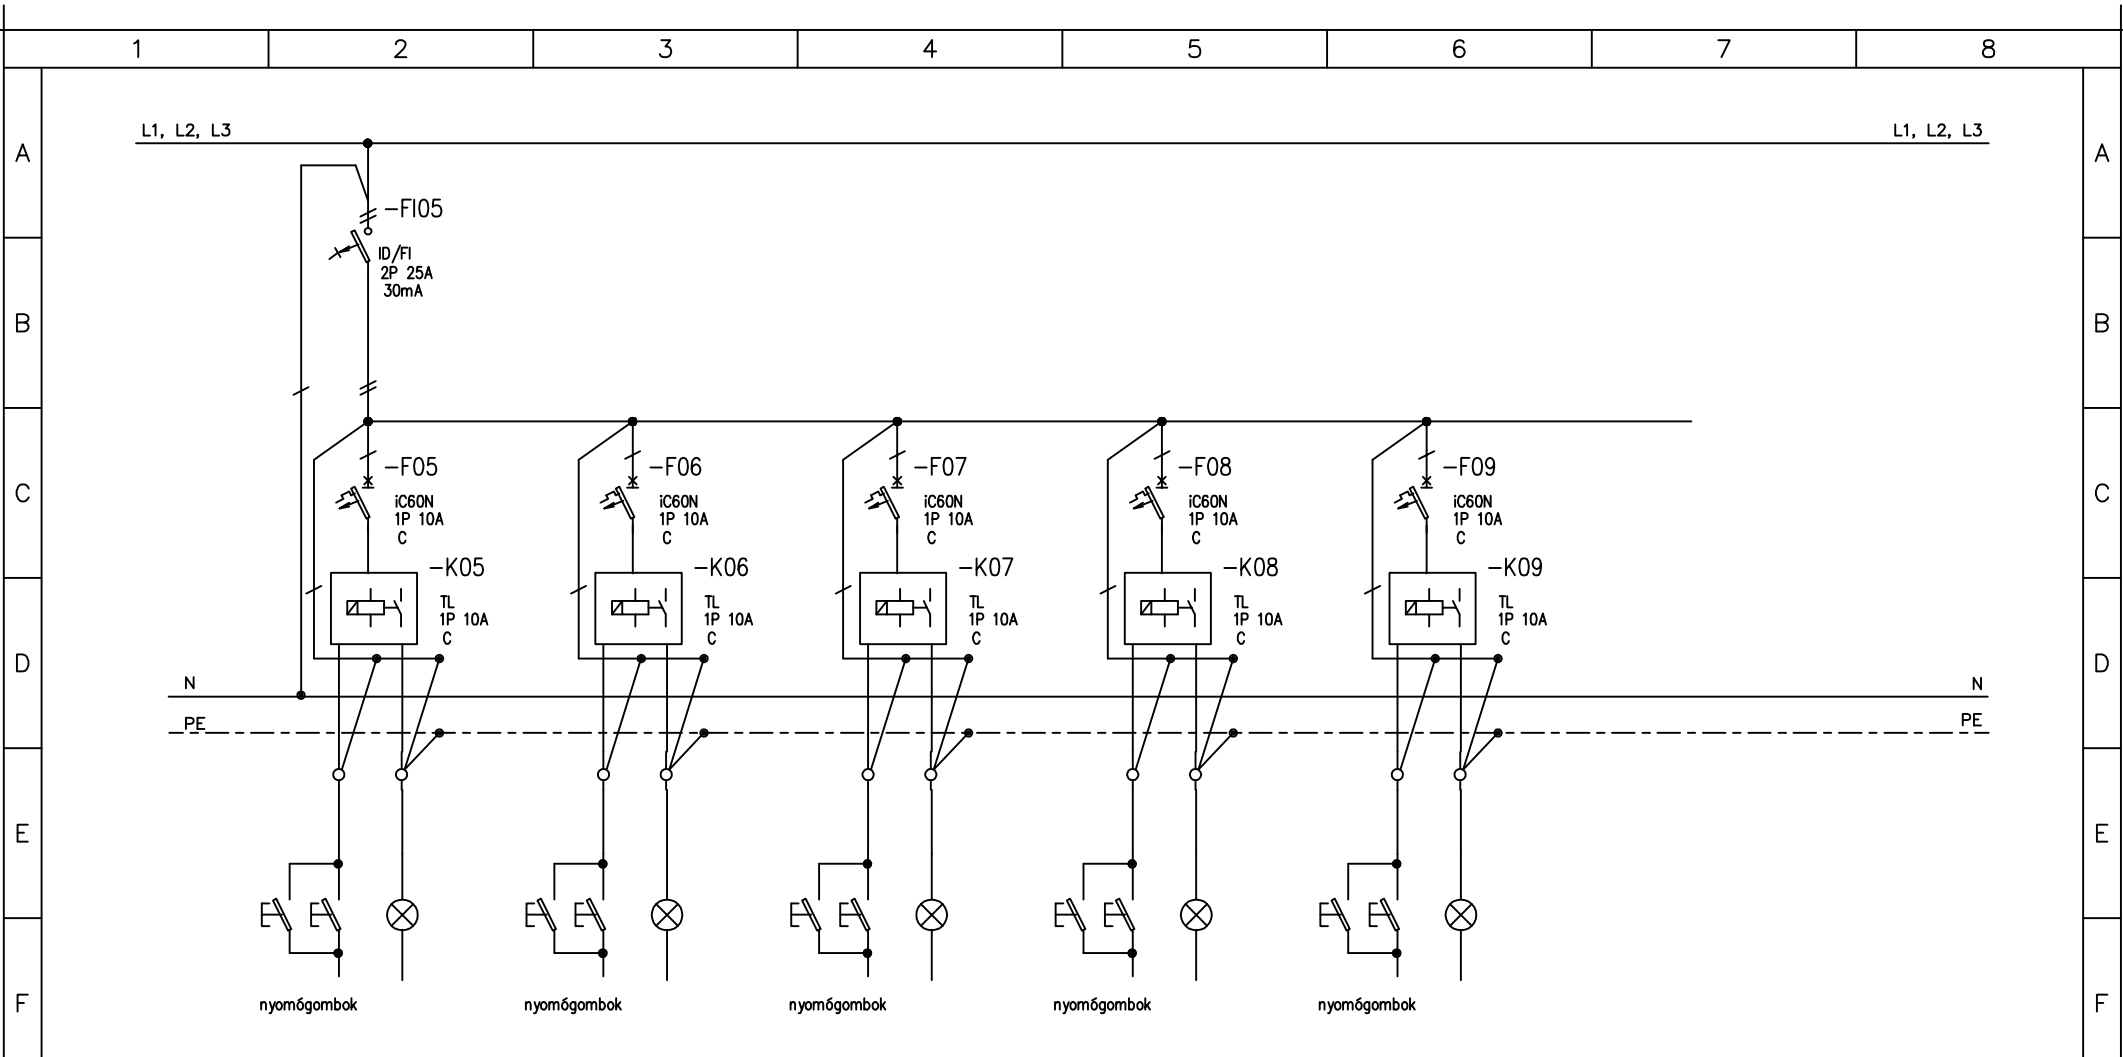 1 2 3 4 5 6 7 8
L1, L2, L3 L1, L2, L3
A A
-FI05
ID/FI
2P 25A
30mA
B B
-F05 -F06 -F07 -F08 -F09
C C
iC60N iC60N iC60N iC60N iC60N
1P 10A 1P 10A 1P 10A 1P 10A 1P 10A
C C C C C
-K05 -K06 -K07 -K08 -K09
TL TL TL TL TL
1P 10A 1P 10A 1P 10A 1P 10A 1P 10A
C C C C C
D D
N N
PE PE
E E
E E E E E E E E E E
nyomógombok nyomógombok nyomógombok nyomógombok nyomógombok
F F